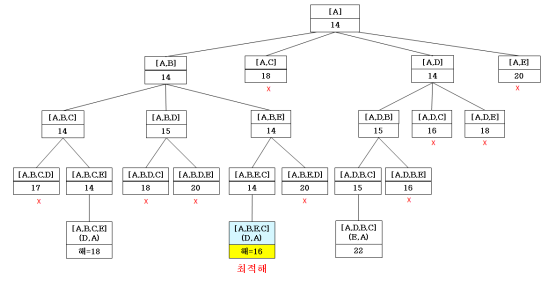 [A]
14
[A,B]
14
[A,C]
18
x
[A,D]
14
[A,E]
20
x
[A,B,C]
14
[A,B,D]
15
[A,B,E]
14
[A,D,B]
15
[A,D,C]
16
x
[A,D,E]
18
x
[A,B,C,D]
17
x
[A,B,C,E]
14
[A,B,D,C]
18
x
[A,B,D,E]
20
x
[A,B,E,C]
14
[A,B,E,D]
20
x
[A,D,B,C]
15
[A,D,B,E]
16
x
[A,B,C,E]
(D,A)
해=18
[A,B,E,C]
(D,A)
해=16
최적해
[A,D,B,C]
(E,A)
22